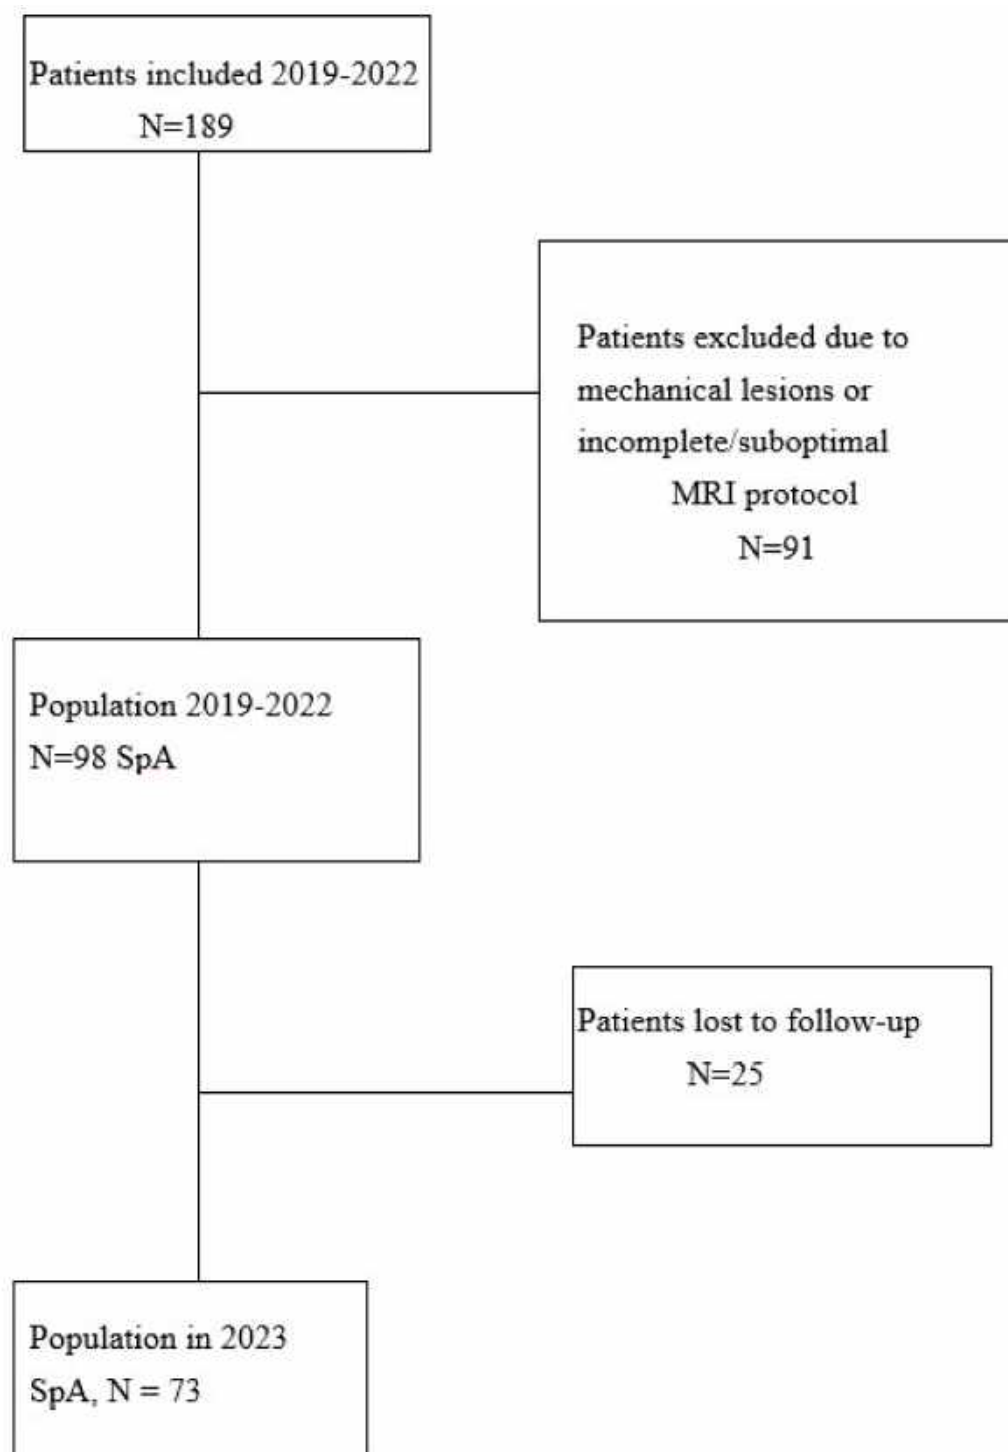 Patients included 2019-2022
N=189
Patients excluded due to
mechanical lesions or
incomplete/suboptimal
MRI protocol
N=91
Population 2019-2022
N=98 SpA
Patients lost to follow-up
N=25
Population in 2023
SpA, N = 73